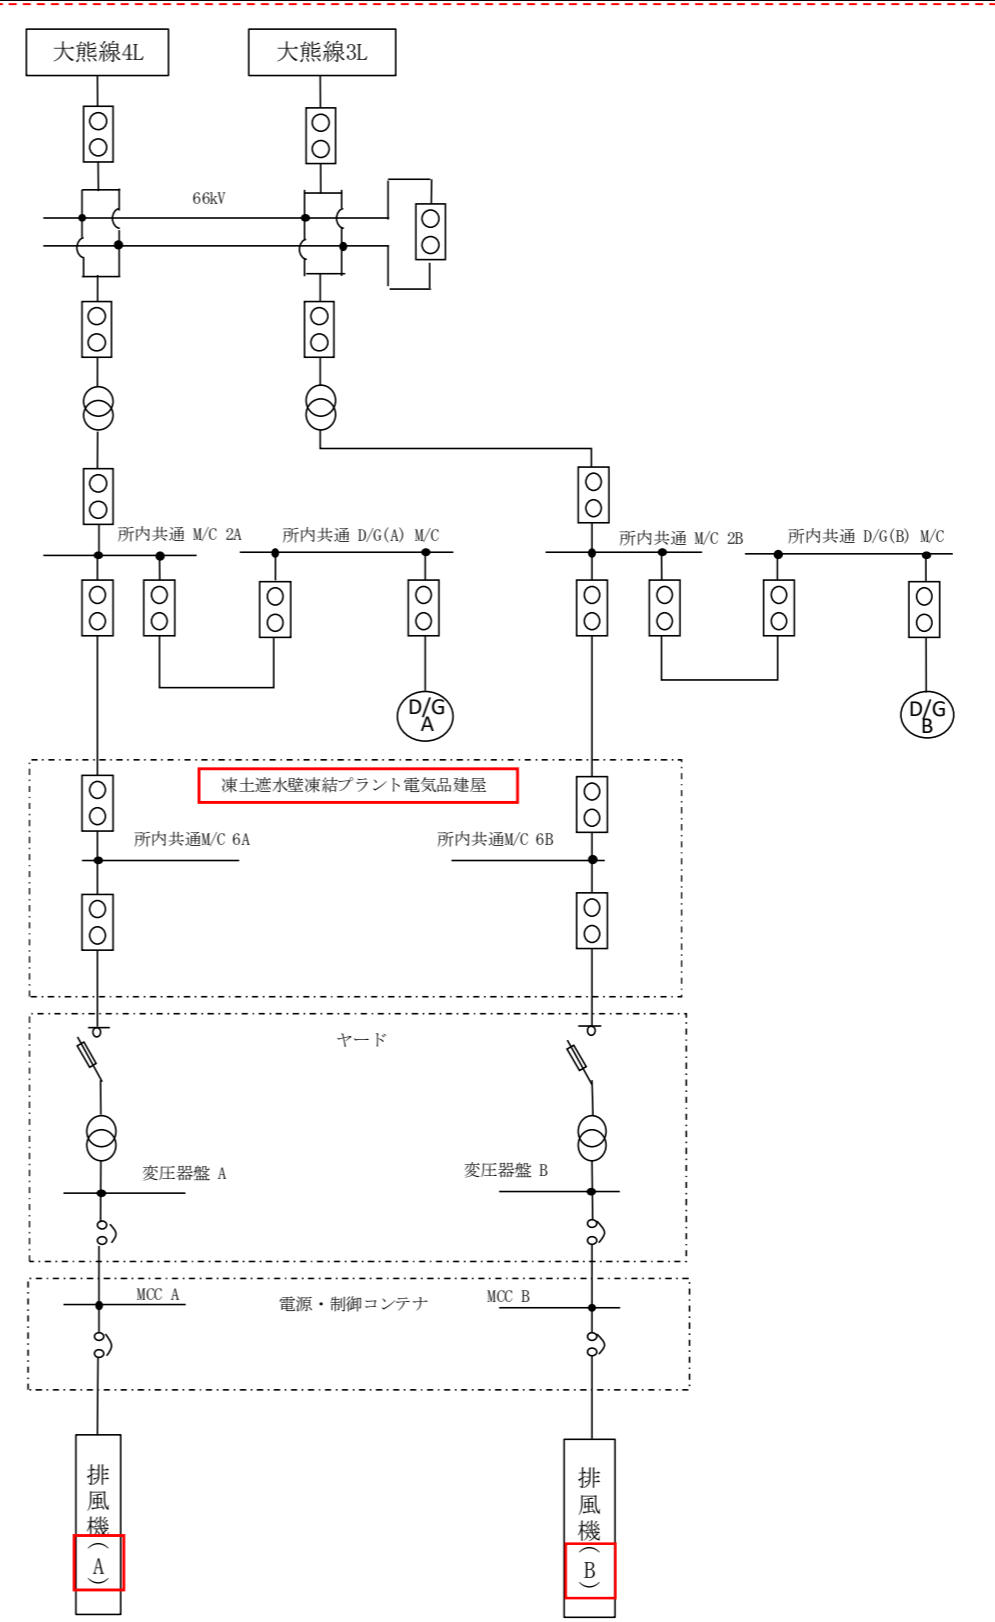 大熊線4L
大熊線3L
66kV
所内共通 M/C 2A
所内共通 D/G(A) M/C
所内共通 M/C 2B
所内共通 D/G(B) M/C
D/G
A
D/G
B
凍土遮水壁凍結プラント電気品建屋
所内共通M/C 6A
所内共通M/C 6B
ヤード
変圧器盤 A
変圧器盤 B
MCC A
電源・制御コンテナ
MCC B
排風機(A)
排風機(B)